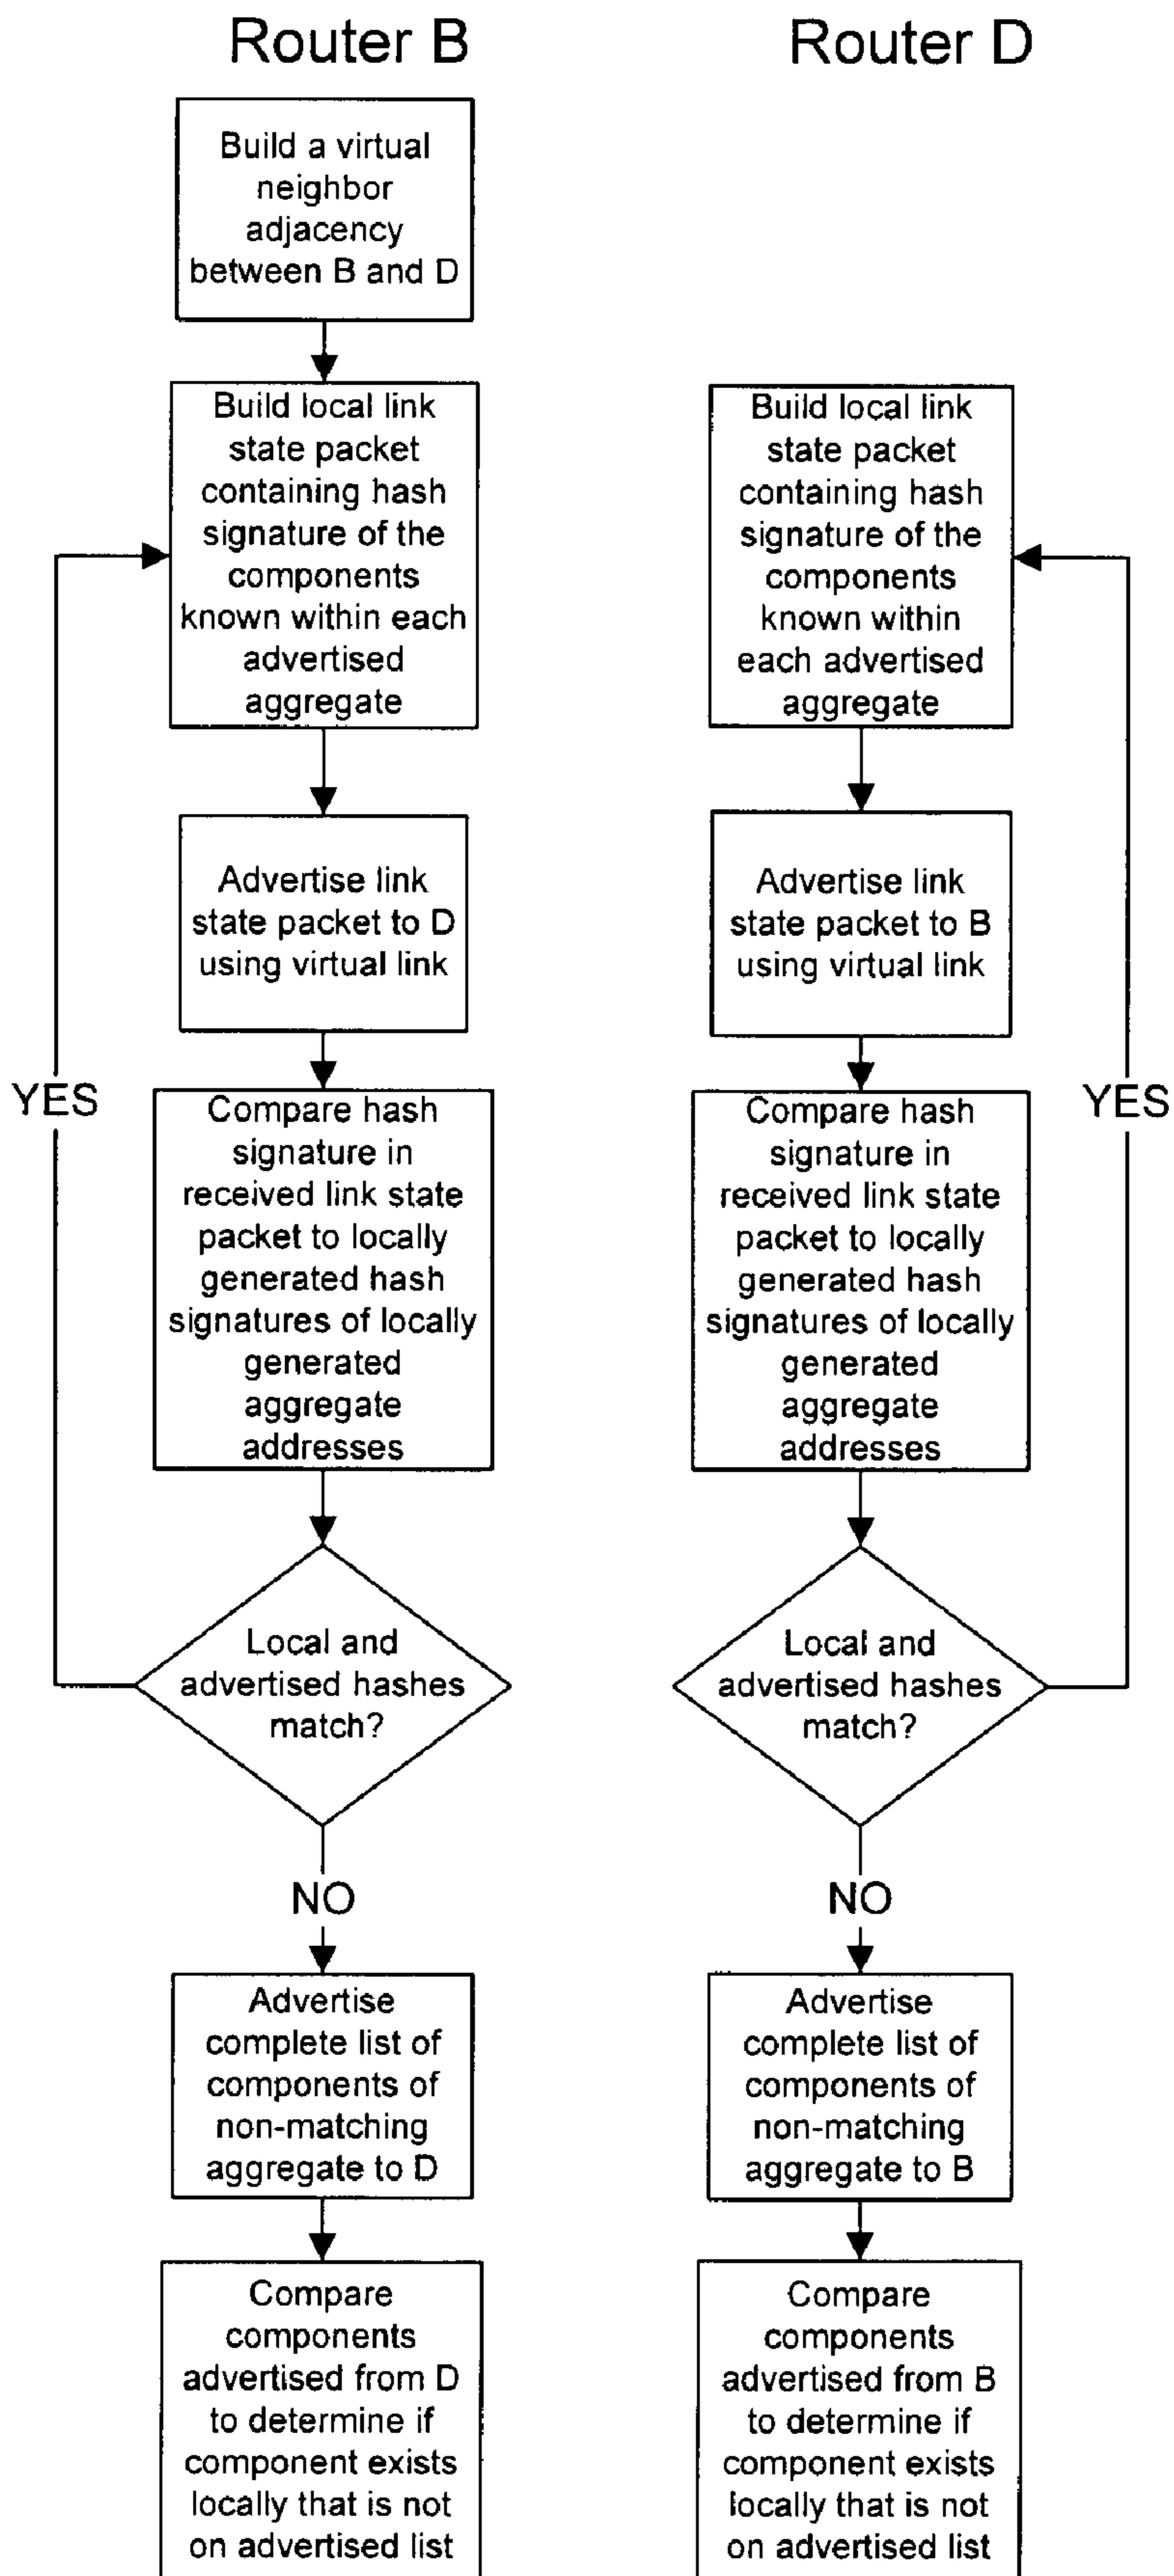 Router B
Router D
Build a virtual
neighbor
adjacency
between B and D
Build local link
state packet
containing hash
signature of the
components
known within each
advertised
aggregate
Build local link
state packet
containing hash
signature of the
components
known within
each advertised
aggregate
Advertise link
state packet to D
using virtual link
Advertise link
state packet to B
using virtual link
YES
YES
Compare hash
signature in
received link state
packet to locally
generated hash
signatures of locally
generated
aggregate
addresses
Compare hash
signature in
received link state
packet to locally
generated hash
signatures of locally
generated
aggregate
addresses
Local and
advertised hashes
match?
Local and
advertised hashes
match?
NO
NO
Advertise
complete list of
components of
non-matching
aggregate to D
Advertise
complete list of
components of
non-matching
aggregate to B
Compare
components
advertised from D
to determine if
component exists
locally that is not
on advertised list
Compare
components
advertised from B
to determine if
component exists
locally that is not
on advertised list